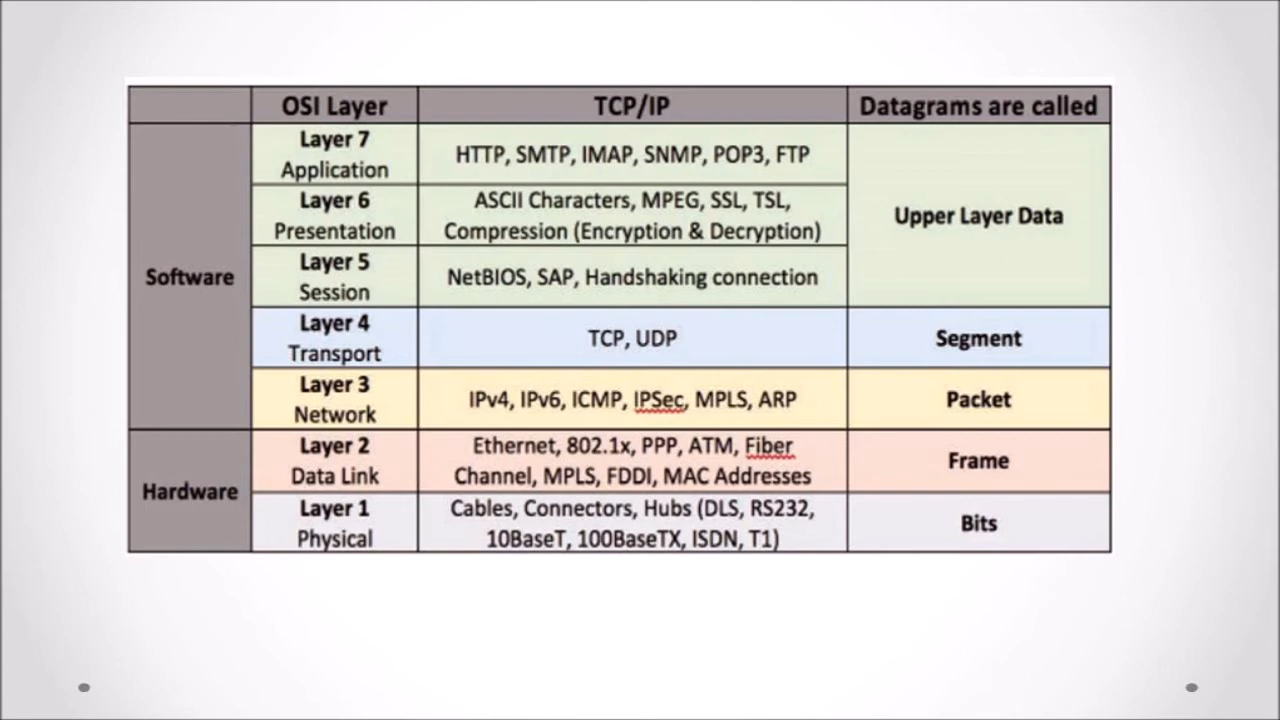 OSI Layer
TCP/IP
Datagrams are called
Software
Layer 7
Application
HTTP, SMTP, IMAP, SNMP, POP3, FTP
Upper Layer Data
Layer 6
Presentation
ASCII Characters, MPEG, SSL, TSL,
Compression (Encryption & Decryption)
Layer 5
Session
NetBIOS, SAP, Handshaking connection
Layer 4
Transport
TCP, UDP
Segment
Layer 3
Network
IPv4, IPv6, ICMP, IPSec, MPLS, ARP
Packet
Hardware
Layer 2
Data Link
Ethernet, 802.1x, PPP, ATM, Fiber
Channel, MPLS, FDDI, MAC Addresses
Frame
Layer 1
Physical
Cables, Connectors, Hubs (DLS, RS232,
10BaseT, 100BaseTX, ISDN, T1)
Bits